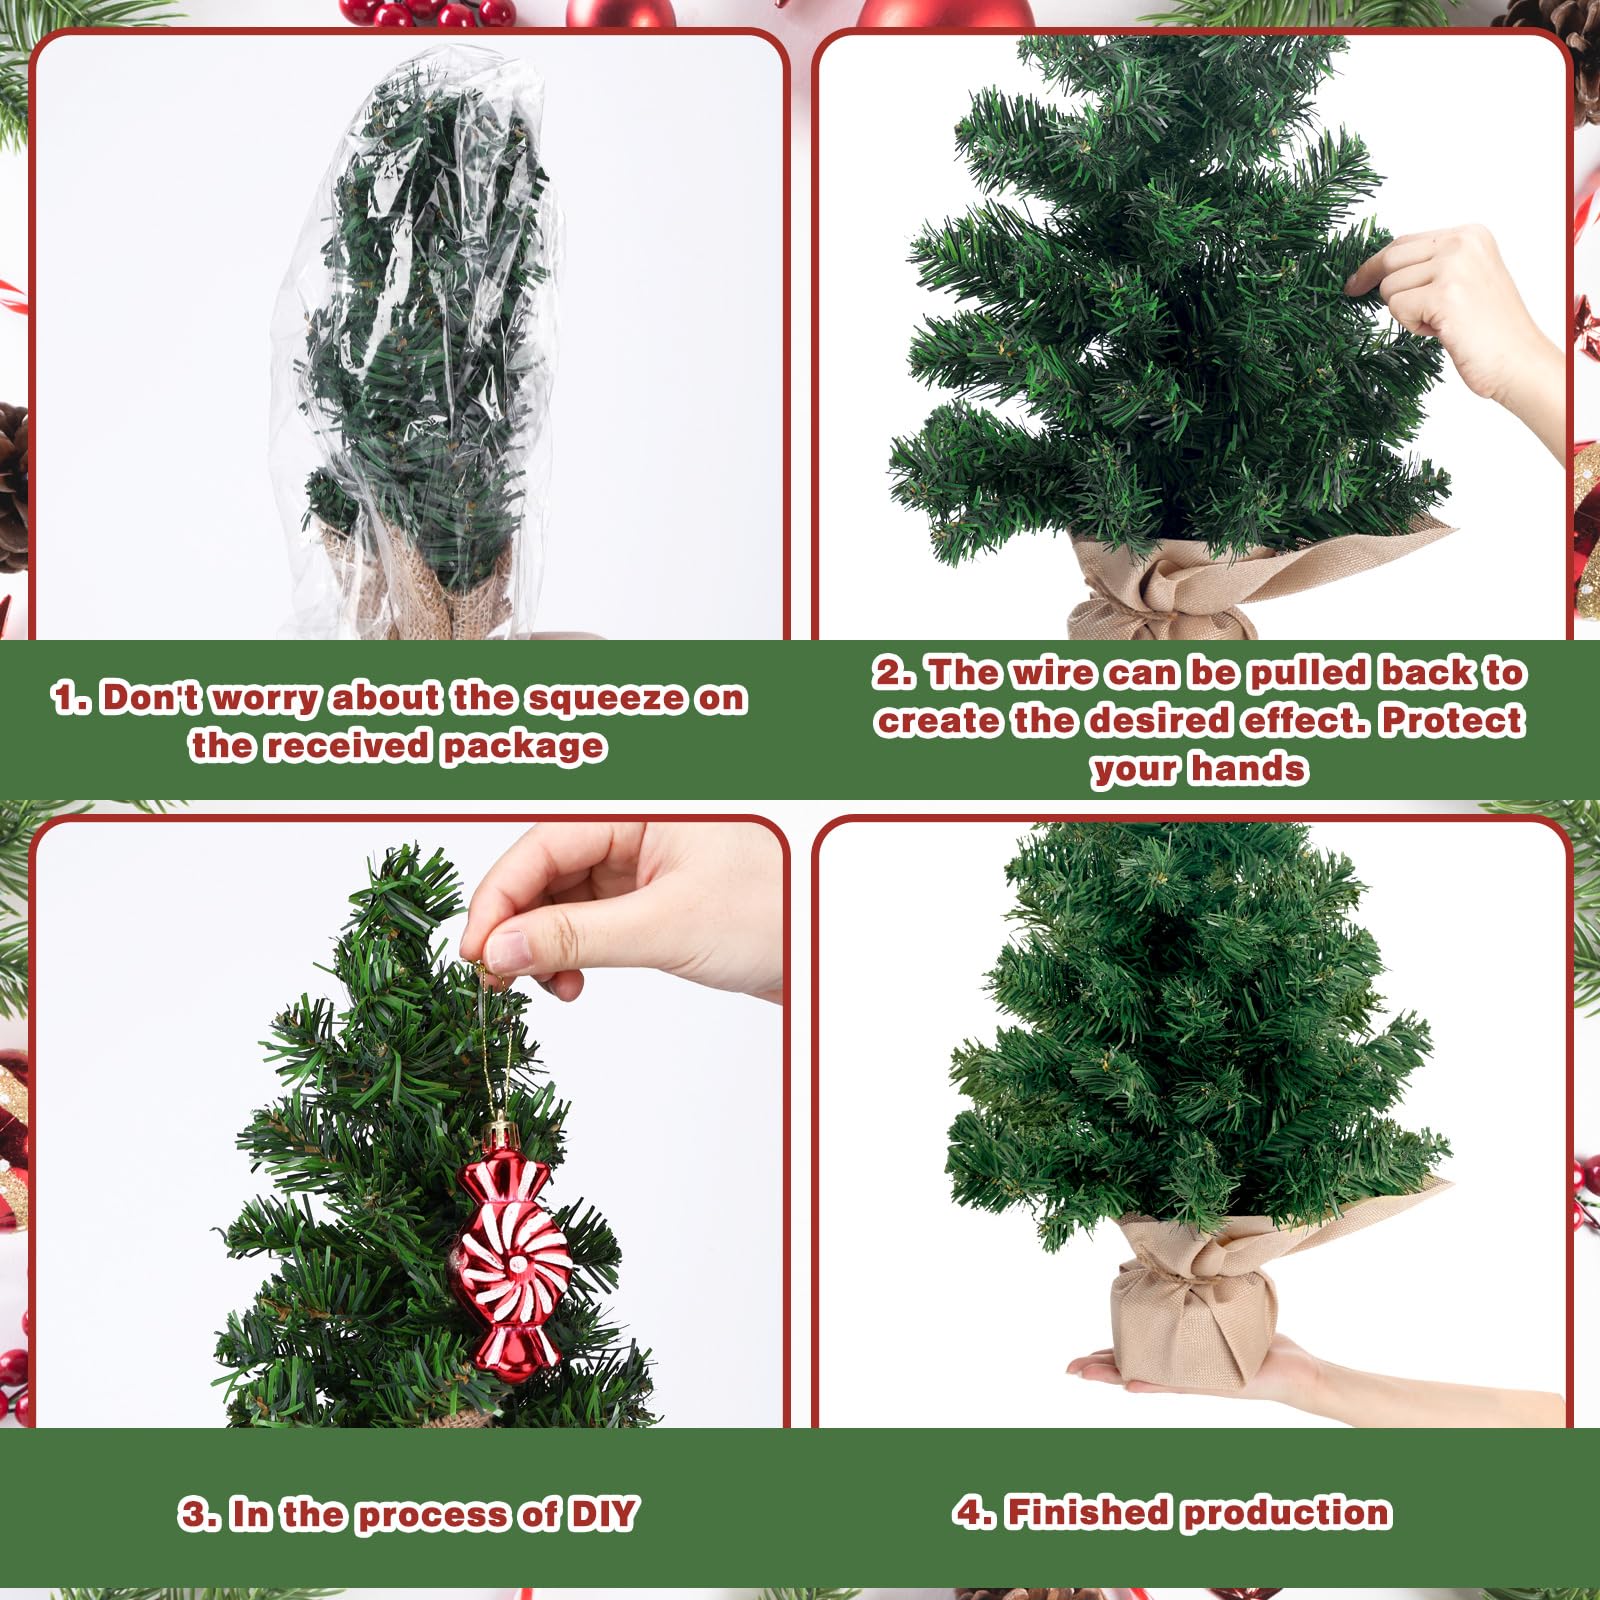 1. Don't worry about the squeeze on
the received package
2. The wire can be pulled back to
create the desired effect. Protect
your hands
3. In the process of DIY
4. Finished production